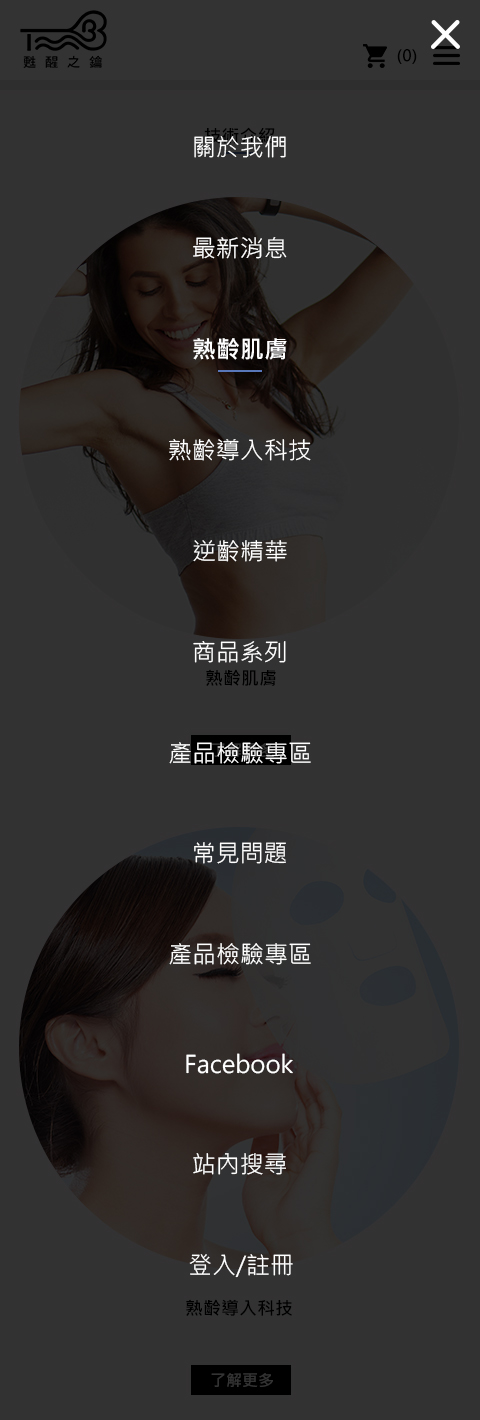 甦醒之鑰
(0)
技術介紹
關於我們
最新消息
熟齡肌膚
熟齡導入科技
逆齡精華
商品系列
熟齡肌膚
產品檢驗專區
常見問題
產品檢驗專區
Facebook
站內搜尋
登入/註冊
熟齡導入科技
了解更多